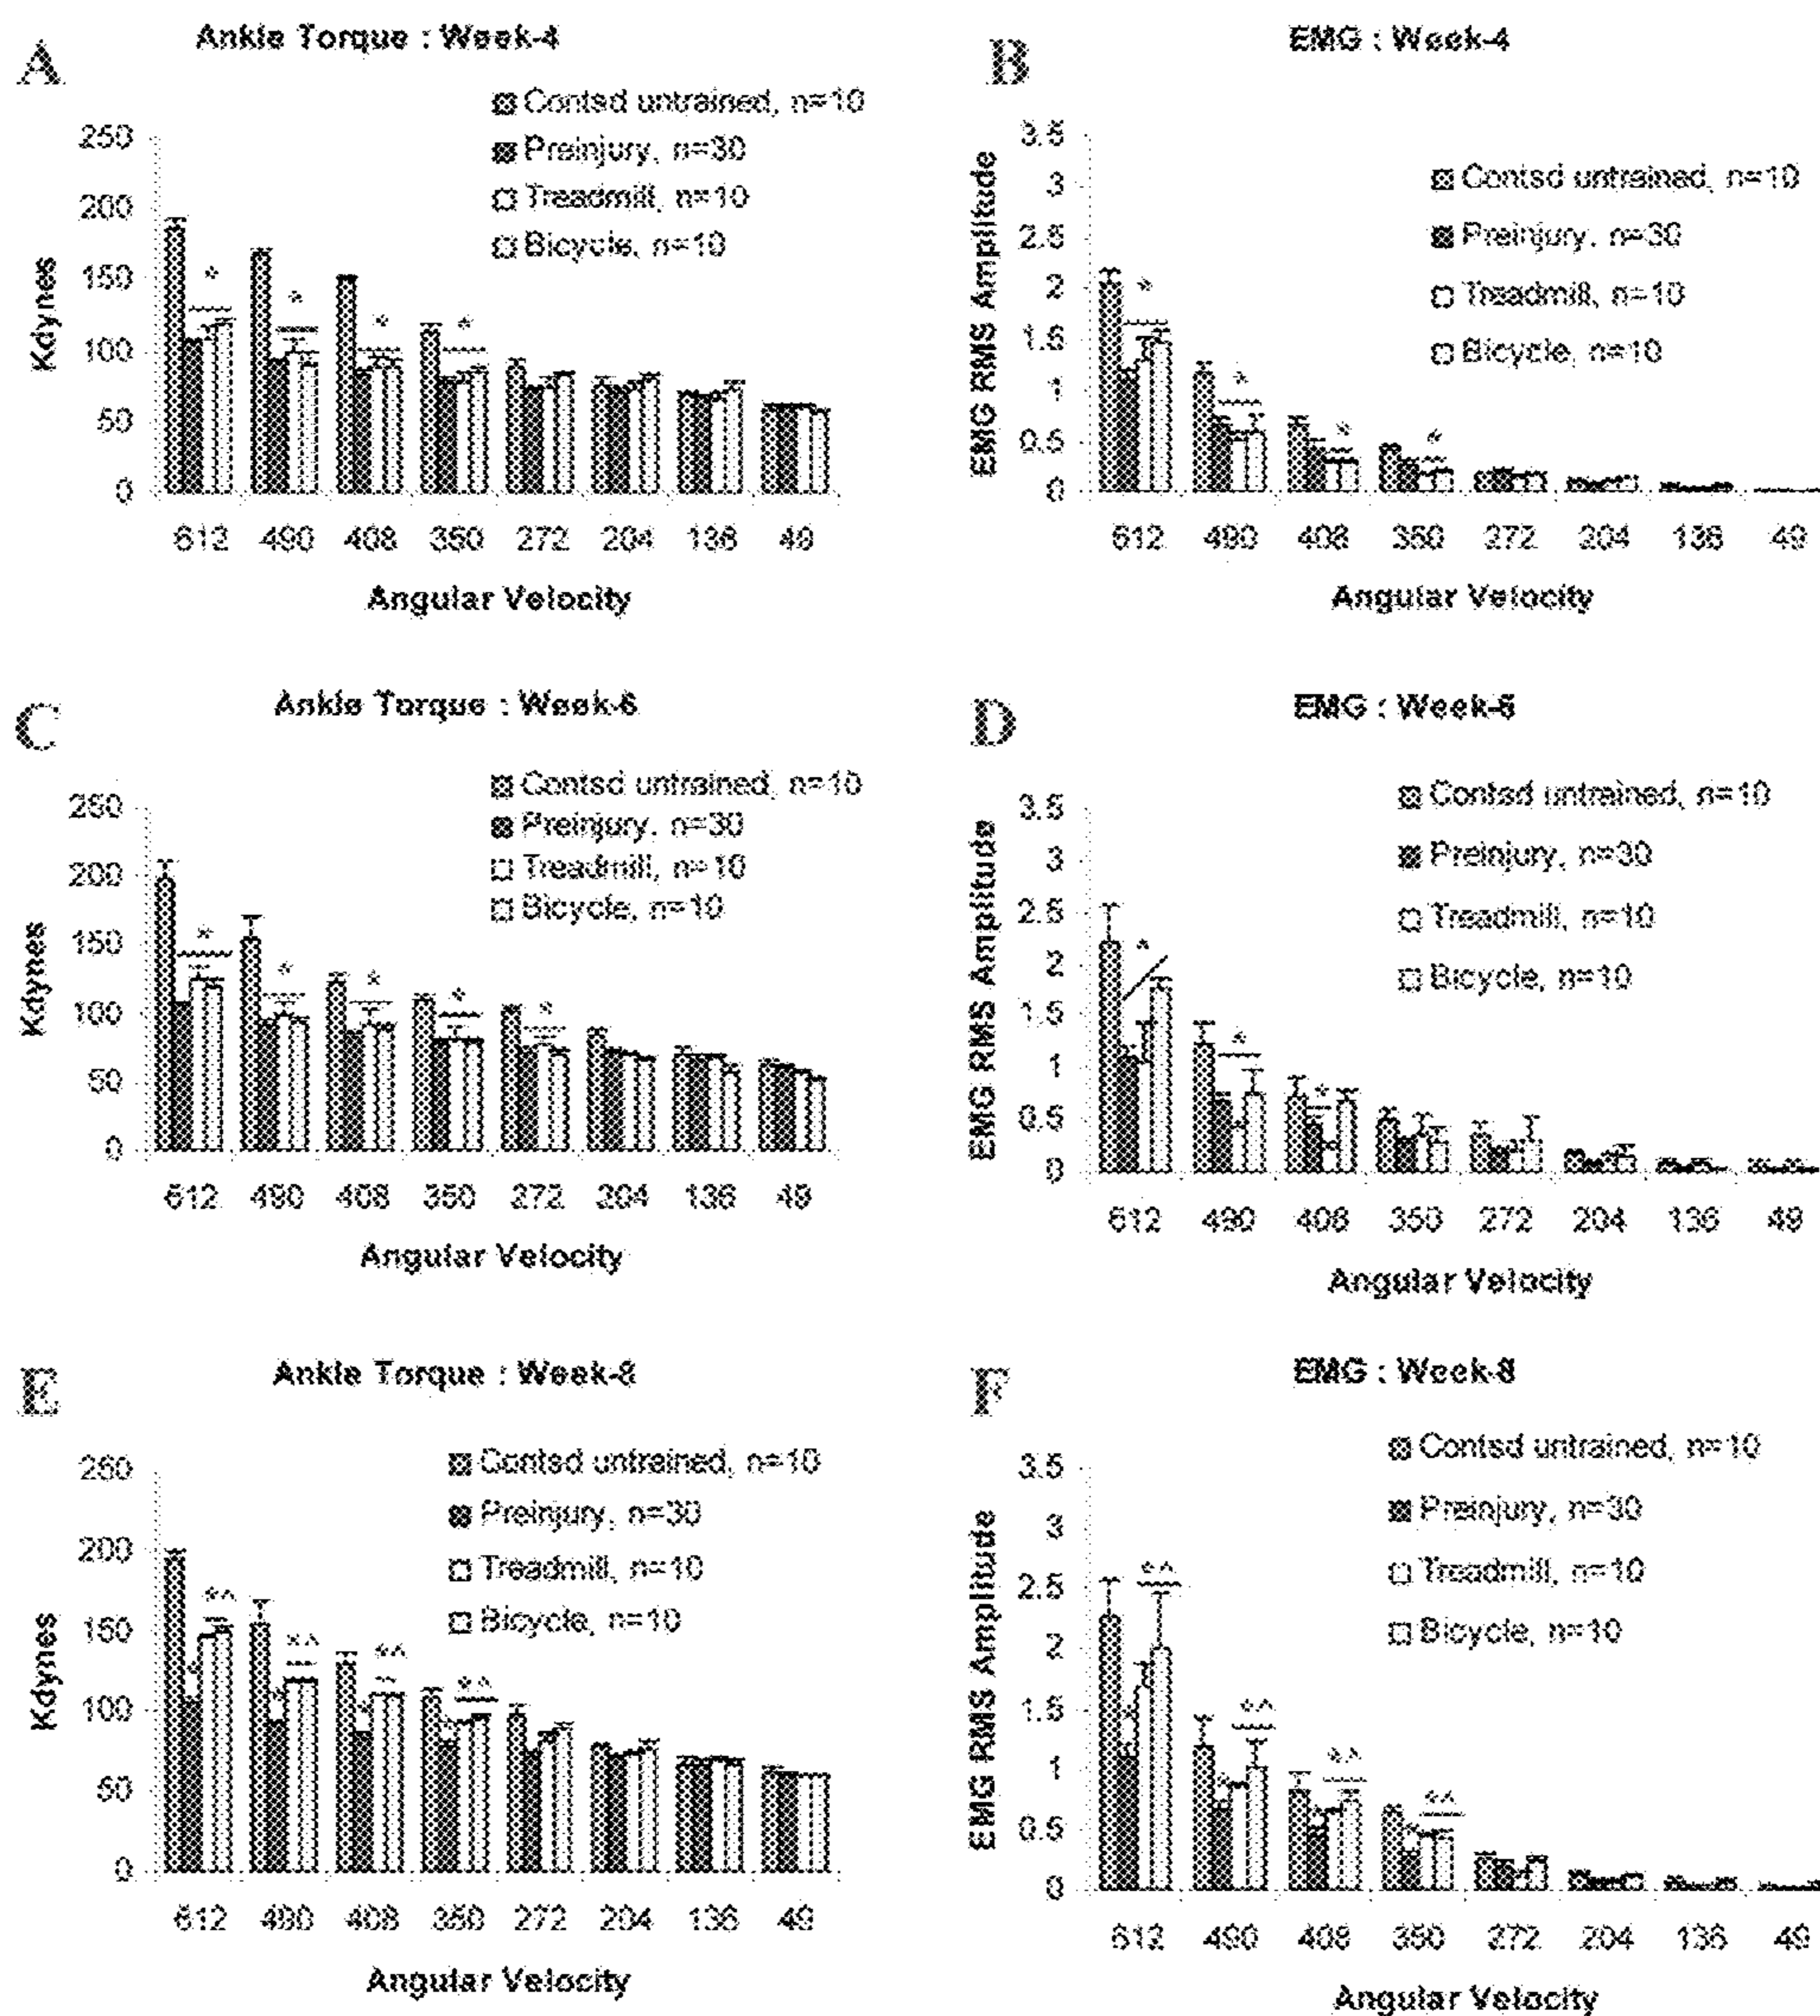 A
Ankle Torque : Week-4
Contsd untrained, n=10
Preinjury, n=30
Treadmill, n=10
Bicycle, n=10
Kdynes
250
200
150
100
50
0
*
*
*
*
612 490 408 350 272 204 136 49
Angular Velocity
B
EMG : Week-4
Contsd untrained, n=10
Preinjury, n=30
Treadmill, n=10
Bicycle, n=10
EMG RMS Amplitude
3.5
3
2.5
2
1.5
1
0.5
0
*
*
*
*
612 490 408 350 272 204 136 49
Angular Velocity
C
Ankle Torque : Week-6
Contsd untrained, n=10
Preinjury, n=30
Treadmill, n=10
Bicycle, n=10
Kdynes
250
200
150
100
50
0
*
*
*
*
*
612 490 408 350 272 204 136 49
Angular Velocity
D
EMG : Week-6
Contsd untrained, n=10
Preinjury, n=30
Treadmill, n=10
Bicycle, n=10
EMG RMS Amplitude
3.5
3
2.5
2
1.5
1
0.5
0
*
*
*
612 490 408 350 272 204 136 49
Angular Velocity
E
Ankle Torque : Week-8
Contsd untrained, n=10
Preinjury, n=30
Treadmill, n=10
Bicycle, n=10
Kdynes
250
200
150
100
50
0
*^
*^
*^
*^
612 490 408 350 272 204 136 49
Angular Velocity
F
EMG : Week-8
Contsd untrained, n=10
Preinjury, n=30
Treadmill, n=10
Bicycle, n=10
EMG RMS Amplitude
3.5
3
2.5
2
1.5
1
0.5
0
*^
*^
*^
*^
612 490 408 350 272 204 136 49
Angular Velocity